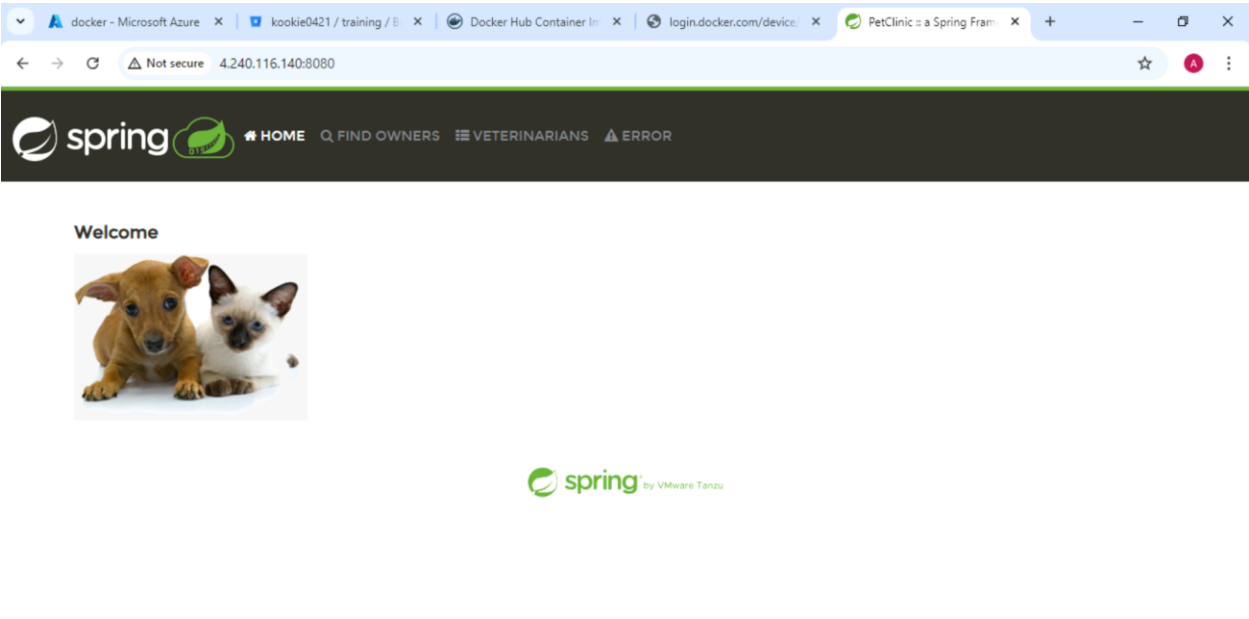 docker - Microsoft Azure
kookie0421 / training / B
Docker Hub Container Im
login.docker.com/device/
PetClinic :: a Spring Fram
Not secure 4.240.116.140:8080
A
spring HOME FIND OWNERS VETERINARIANS ERROR
Welcome
spring by VMware Tanzu